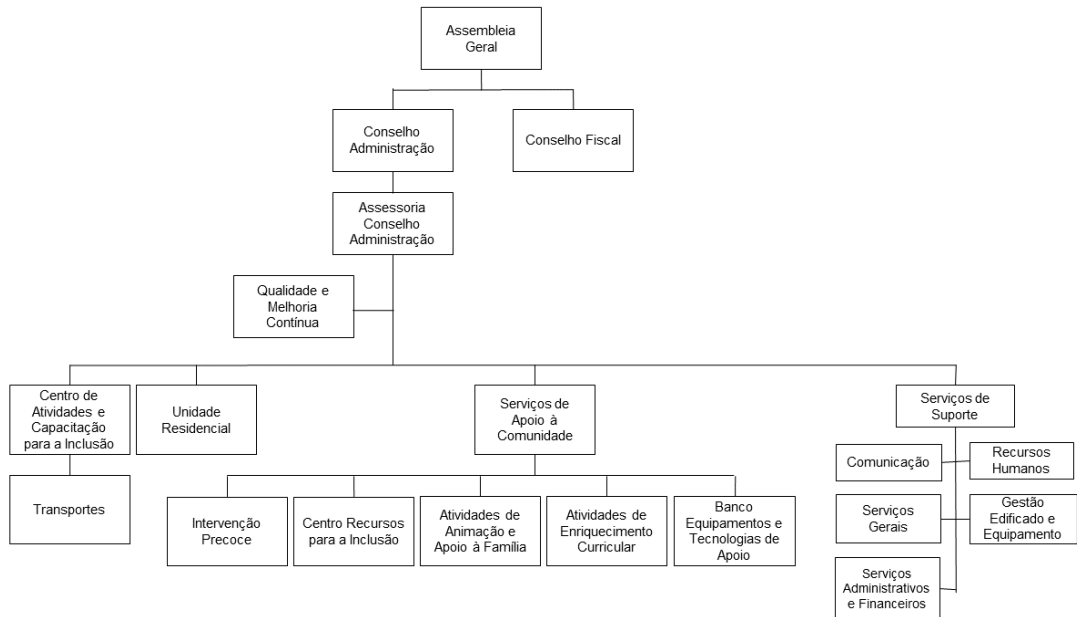 Assembleia
Geral
Conselho
Administração
Conselho Fiscal
Assessoria
Conselho
Administração
Qualidade e
Melhoria
Contínua
Centro de
Atividades e
Capacitação
para a Inclusão
Unidade
Residencial
Serviços de
Apoio à
Comunidade
Serviços de
Suporte
Transportes
Intervenção
Precoce
Centro Recursos
para a Inclusão
Atividades de
Animação e
Apoio à Família
Atividades de
Enriquecimento
Curricular
Banco
Equipamentos e
Tecnologias de
Apoio
Comunicação
Recursos
Humanos
Serviços
Gerais
Gestão
Edificado e
Equipamento
Serviços
Administrativos
e Financeiros